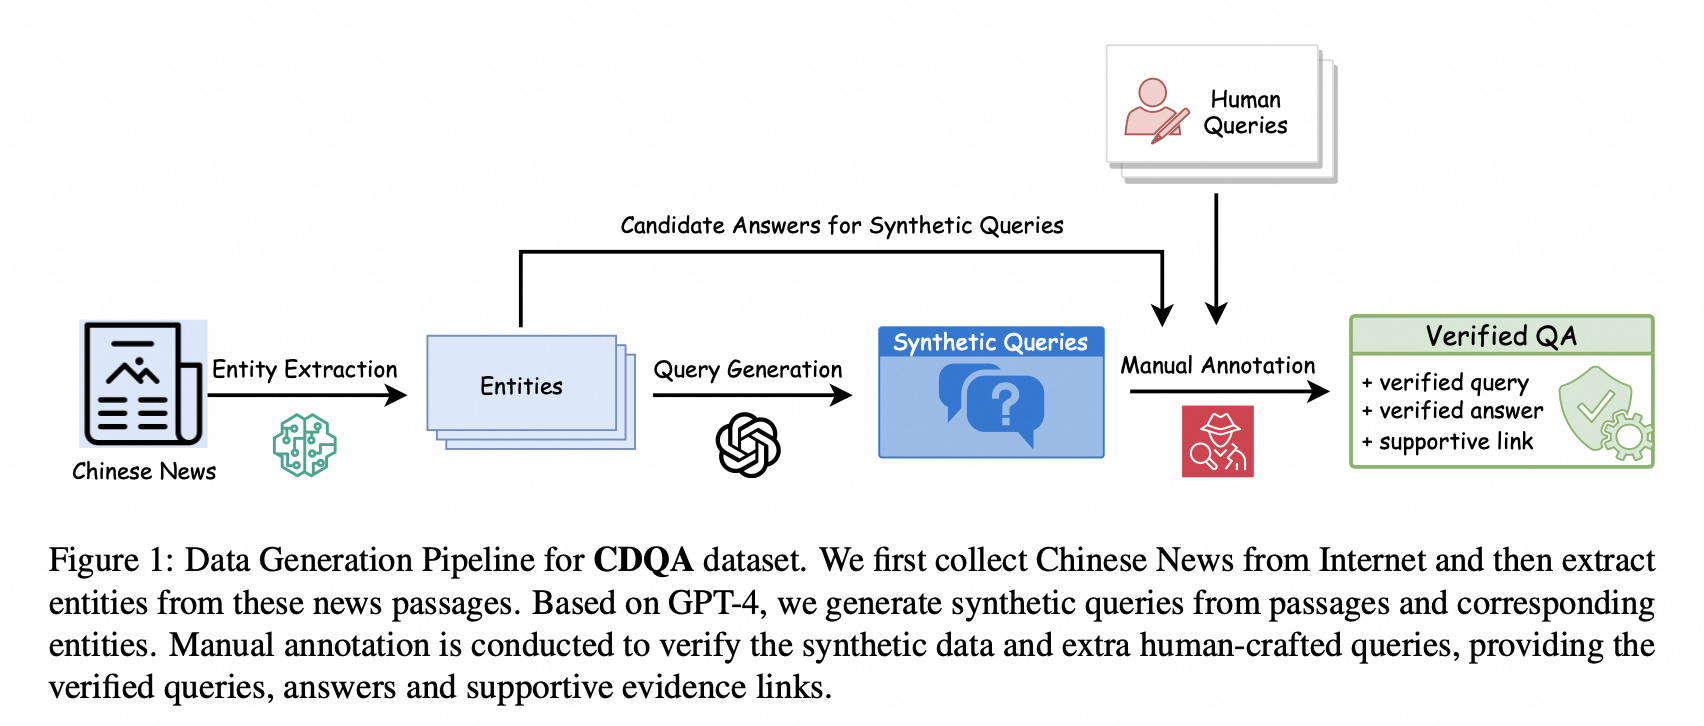 Human
Queries
Candidate Answers for Synthetic Queries
Chinese News
Entity Extraction
Entities
Query Generation
Synthetic Queries
?
Manual Annotation
Verified QA
+ verified query
+ verified answer
+ supportive link
Figure 1: Data Generation Pipeline for CDQA dataset. We first collect Chinese News from Internet and then extract
entities from these news passages. Based on GPT-4, we generate synthetic queries from passages and corresponding
entities. Manual annotation is conducted to verify the synthetic data and extra human-crafted queries, providing the
verified queries, answers and supportive evidence links.